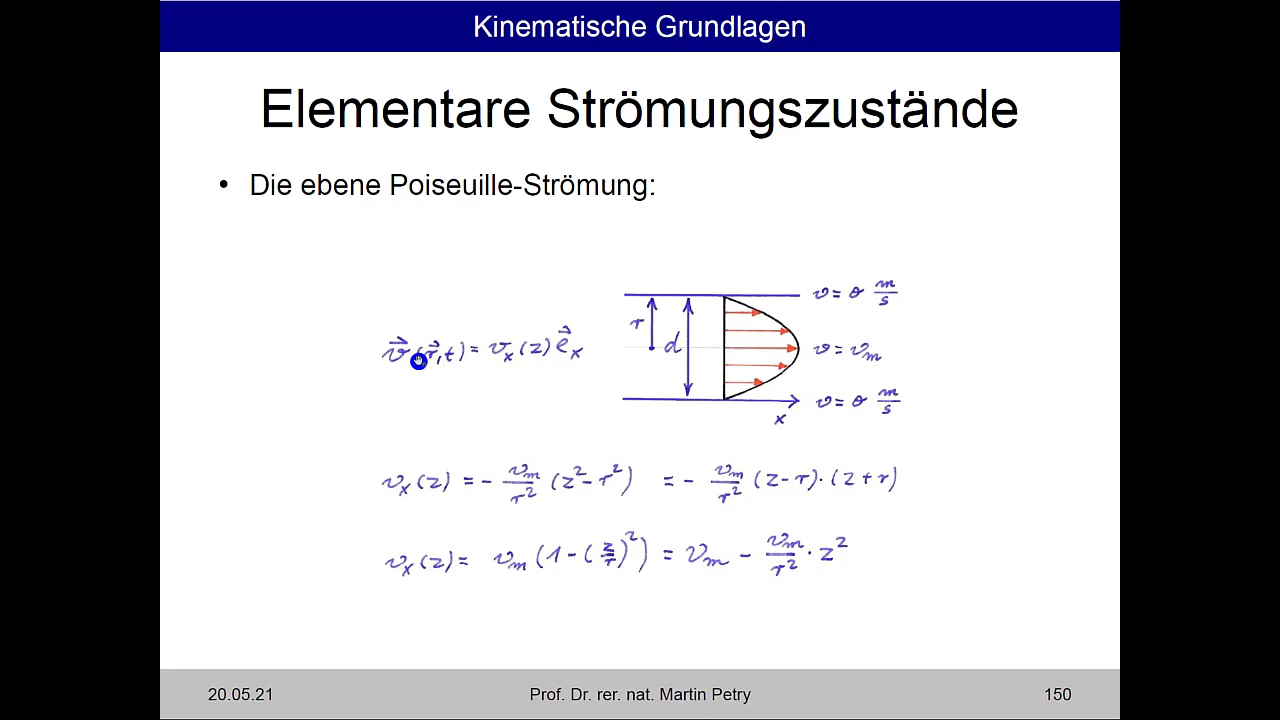 Kinematische Grundlagen
Elementare Strömungszustände
• Die ebene Poiseuille-Strömung:
v = 0 m/s
r
d
v⃗(r⃗,t) = vₓ(z) e⃗ₓ
v = vₘ
v = 0 m/s
x
vₓ(z) = - vₘ/r² (z² - r²) = - vₘ/r² (z - r)·(z + r)
vₓ(z) = vₘ (1 - (z/r)²) = vₘ - vₘ/r² · z²
20.05.21 Prof. Dr. rer. nat. Martin Petry 150